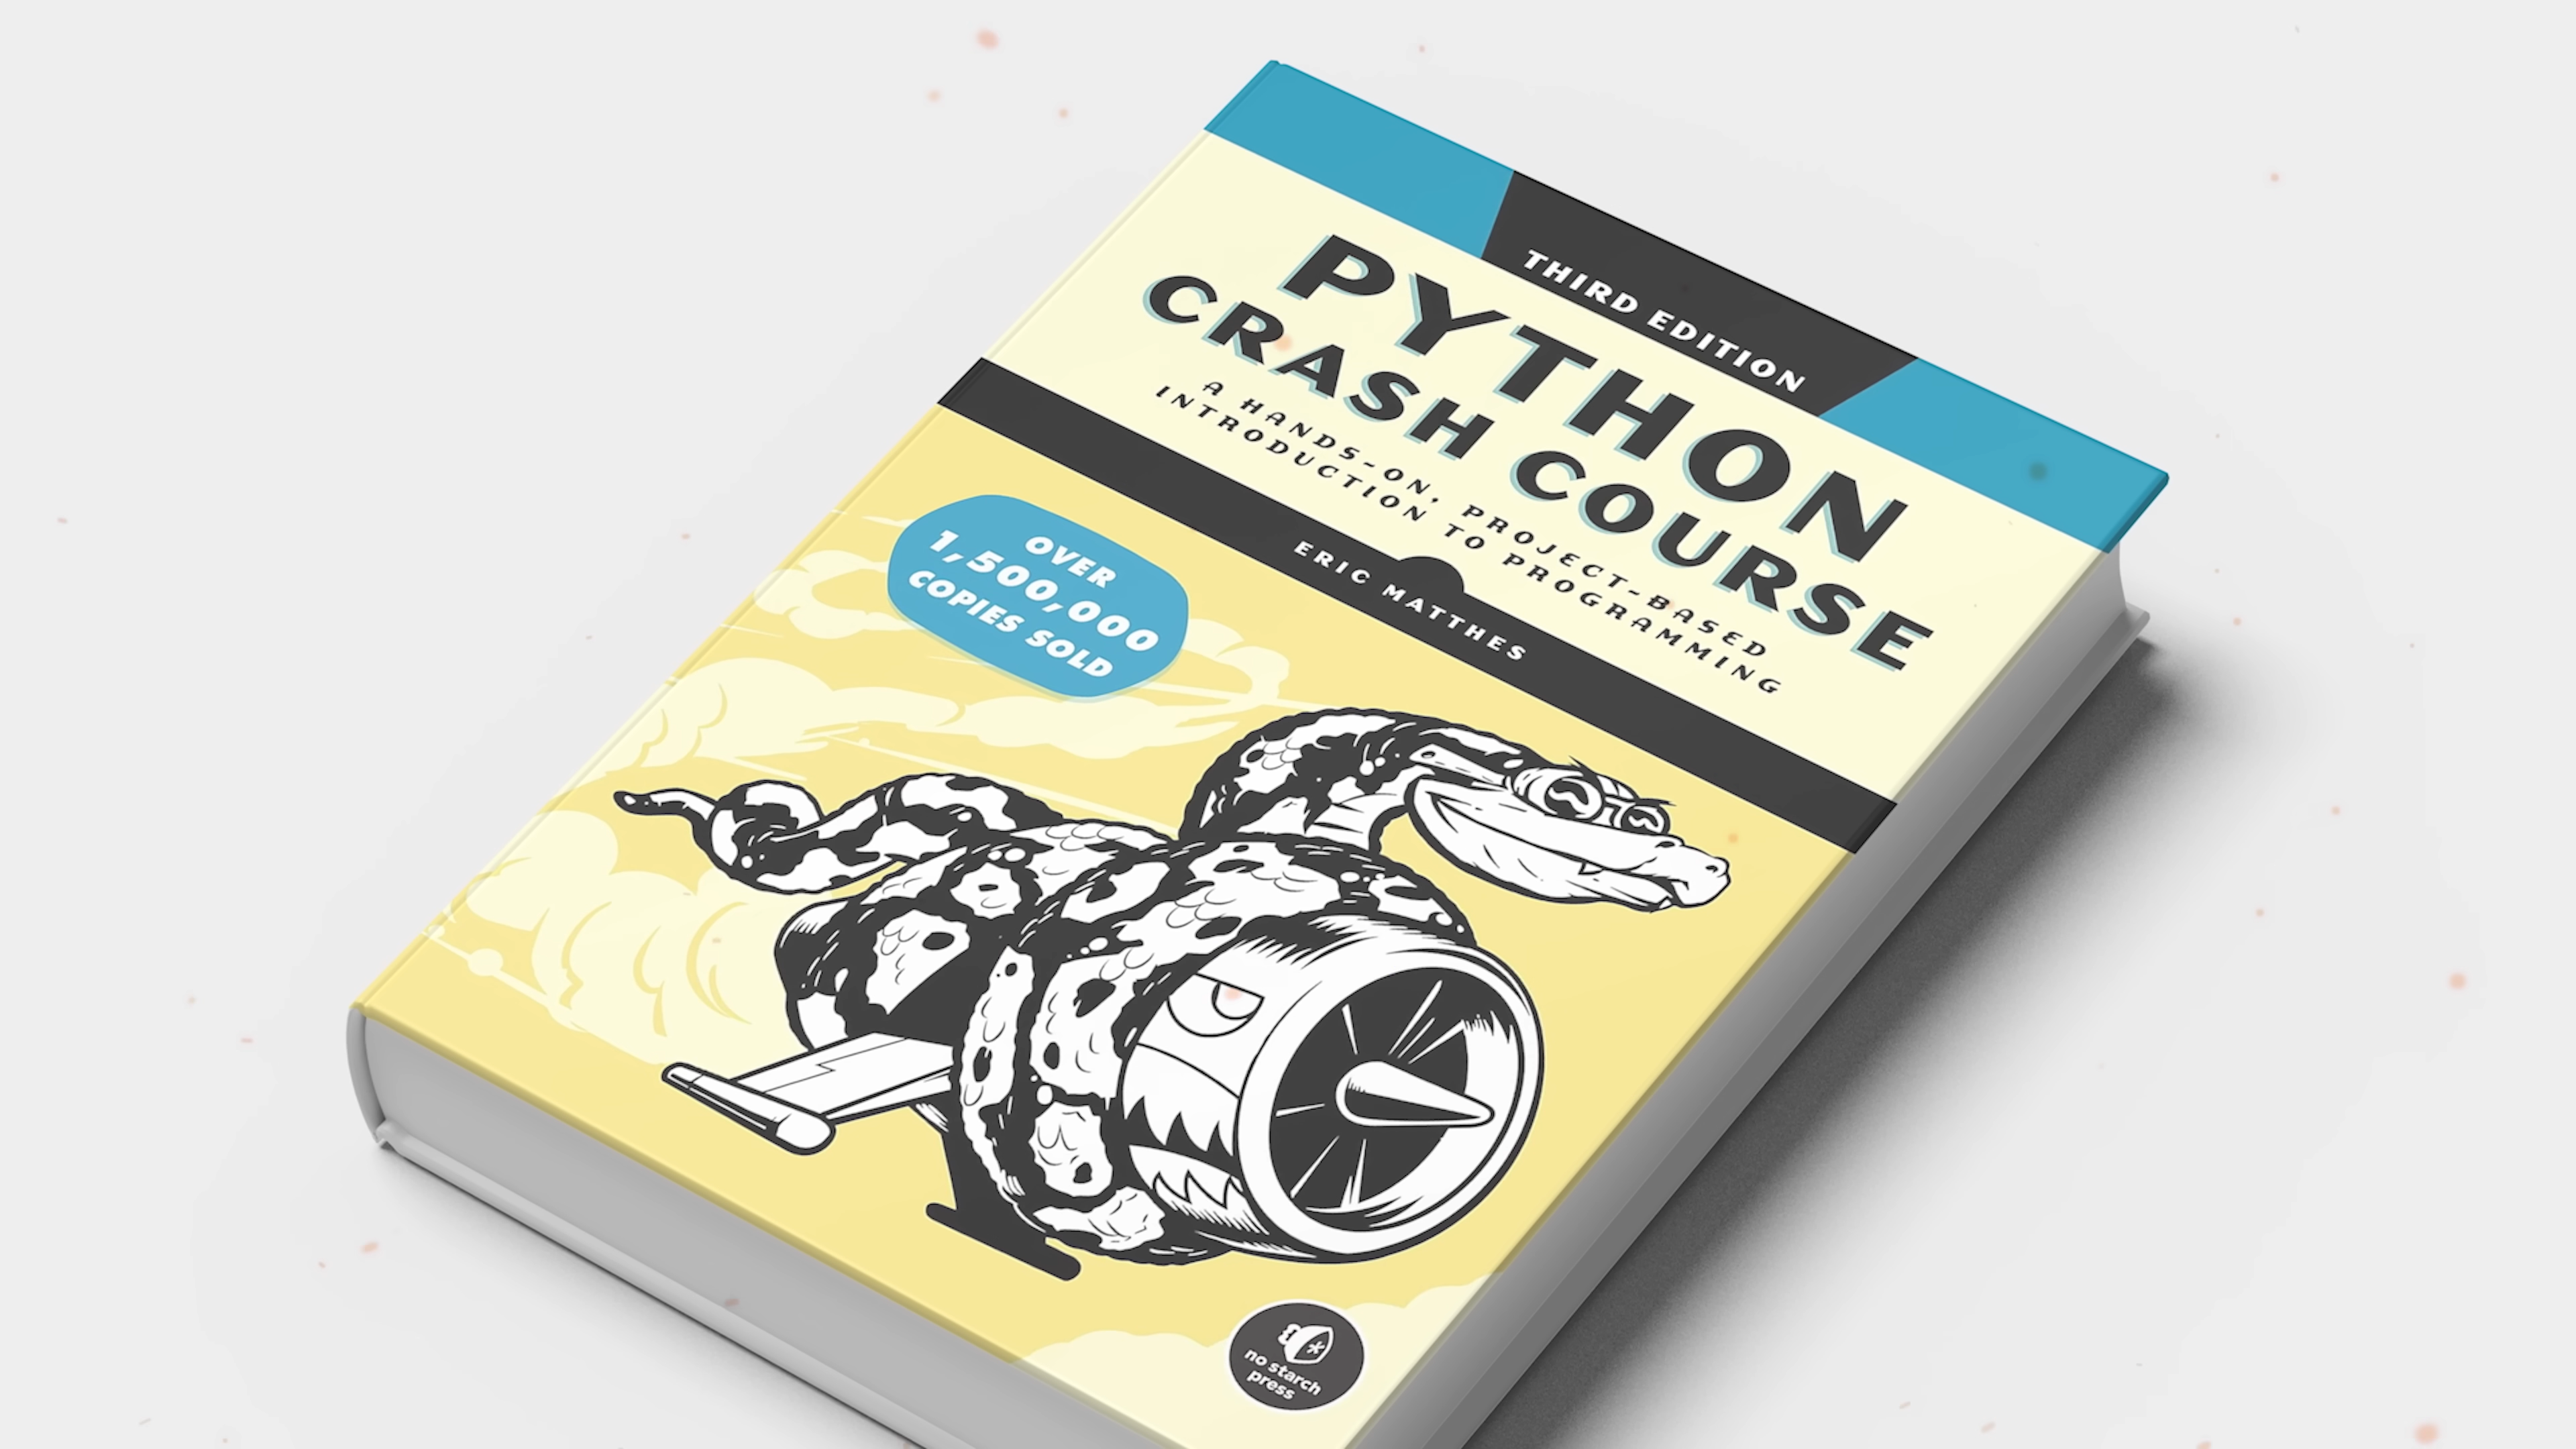 THIRD EDITION
PYTHON
CRASH COURSE
A HANDS-ON, PROJECT-BASED
INTRODUCTION TO PROGRAMMING
ERIC MATTHES
OVER
1,500,000
COPIES SOLD
no starch
press